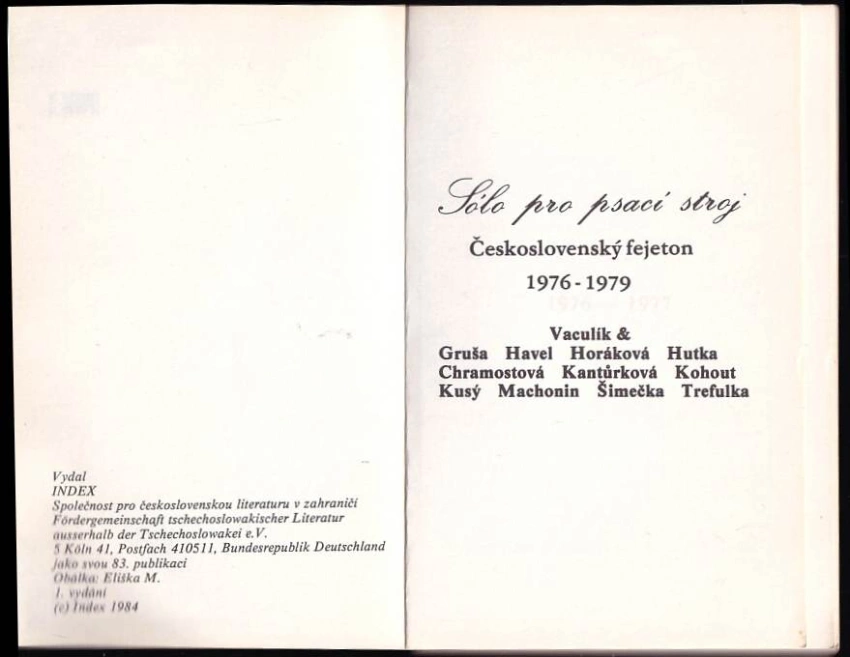 Vydal
INDEX
Společnost pro československou literaturu v zahraničí
Fördergemeinschaft tschechoslowakischer Literatur
ausserhalb der Tschechoslowakei e.V.
5 Köln 41, Postfach 410511, Bundesrepublik Deutschland
jako svou 83. publikaci
Obálka: Eliška M.
1. vydání
(c) Index 1984
Sólo pro psací stroj
Československý fejeton
1976 - 1979
Vaculík &
Gruša Havel Horáková Hutka
Chramostová Kantůrková Kohout
Kusý Machonin Šimečka Trefulka